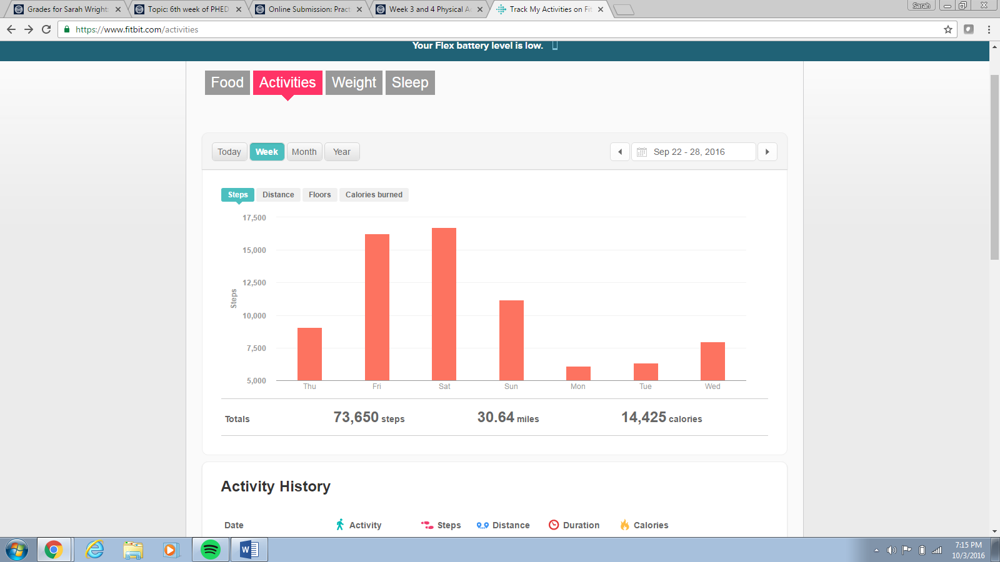 Grades for Sarah Wright:
Topic: 6th week of PHED
Online Submission: Pract
Week 3 and 4 Physical A
Track My Activities on Fit
Sarah
https://www.fitbit.com/activities
Your Flex battery level is low.
Food Activities Weight Sleep
Today Week Month Year
Sep 22 - 28, 2016
Steps Distance Floors Calories burned
17,500
15,000
12,500
10,000
7,500
5,000
Steps
Thu Fri Sat Sun Mon Tue Wed
Totals 73,650 steps 30.64 miles 14,425 calories
Activity History
Date Activity Steps Distance Duration Calories
7:15 PM
10/3/2016